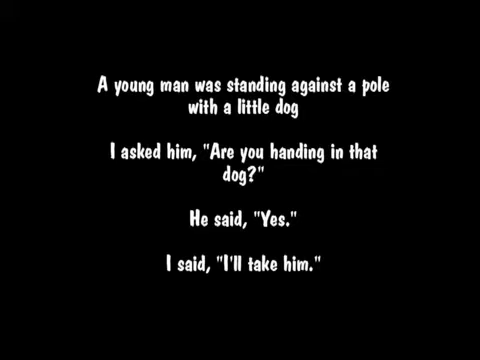 A young man was standing against a pole
with a little dog
I asked him, "Are you handing in that
dog?"
He said, "Yes."
I said, "I'll take him."